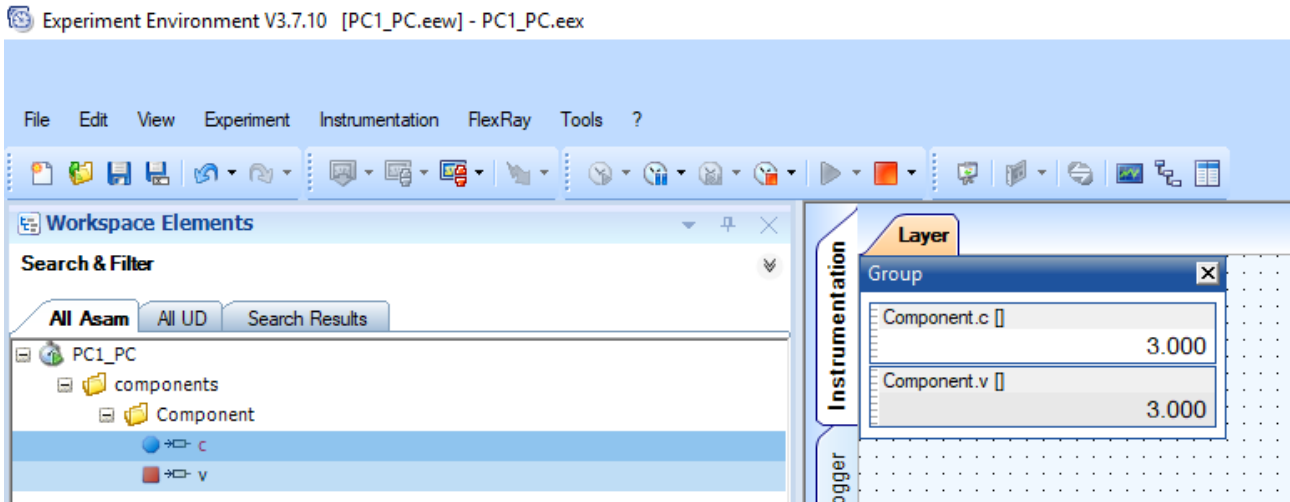 Experiment Environment V3.7.10 [PC1_PC.eew] - PC1_PC.eex
File Edit View Experiment Instrumentation FlexRay Tools ?
Workspace Elements
Search & Filter
All Asam All UD Search Results
PC1_PC
components
Component
c
v
Instrumentation
Layer
Group
Component.c []
3.000
Component.v []
3.000